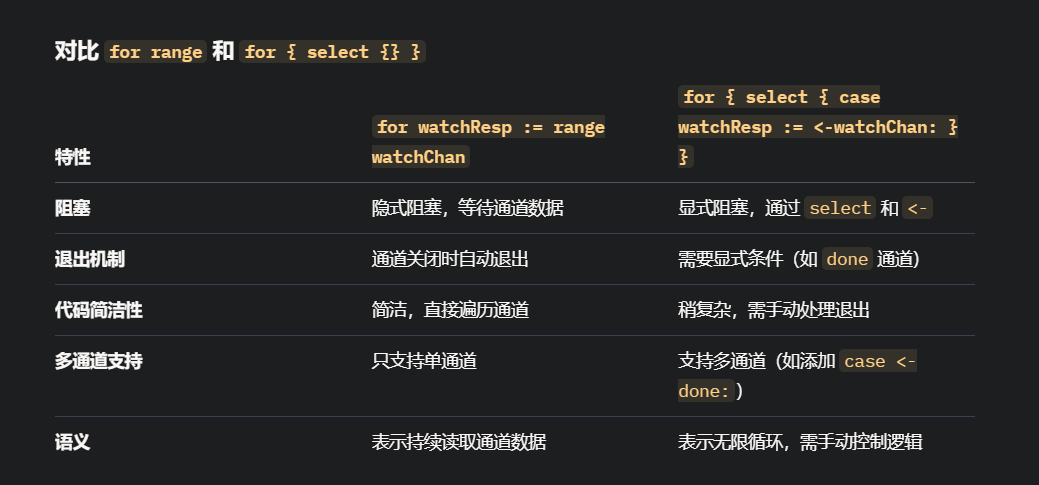 对比 for range 和 for { select {} }
特性
for watchResp := range
watchChan
for { select { case
watchResp := <-watchChan: }
}
阻塞
隐式阻塞，等待通道数据
显式阻塞，通过 select 和 <-
退出机制
通道关闭时自动退出
需要显式条件（如 done 通道）
代码简洁性
简洁，直接遍历通道
稍复杂，需手动处理退出
多通道支持
只支持单通道
支持多通道（如添加 case <-
done: ）
语义
表示持续读取通道数据
表示无限循环，需手动控制逻辑